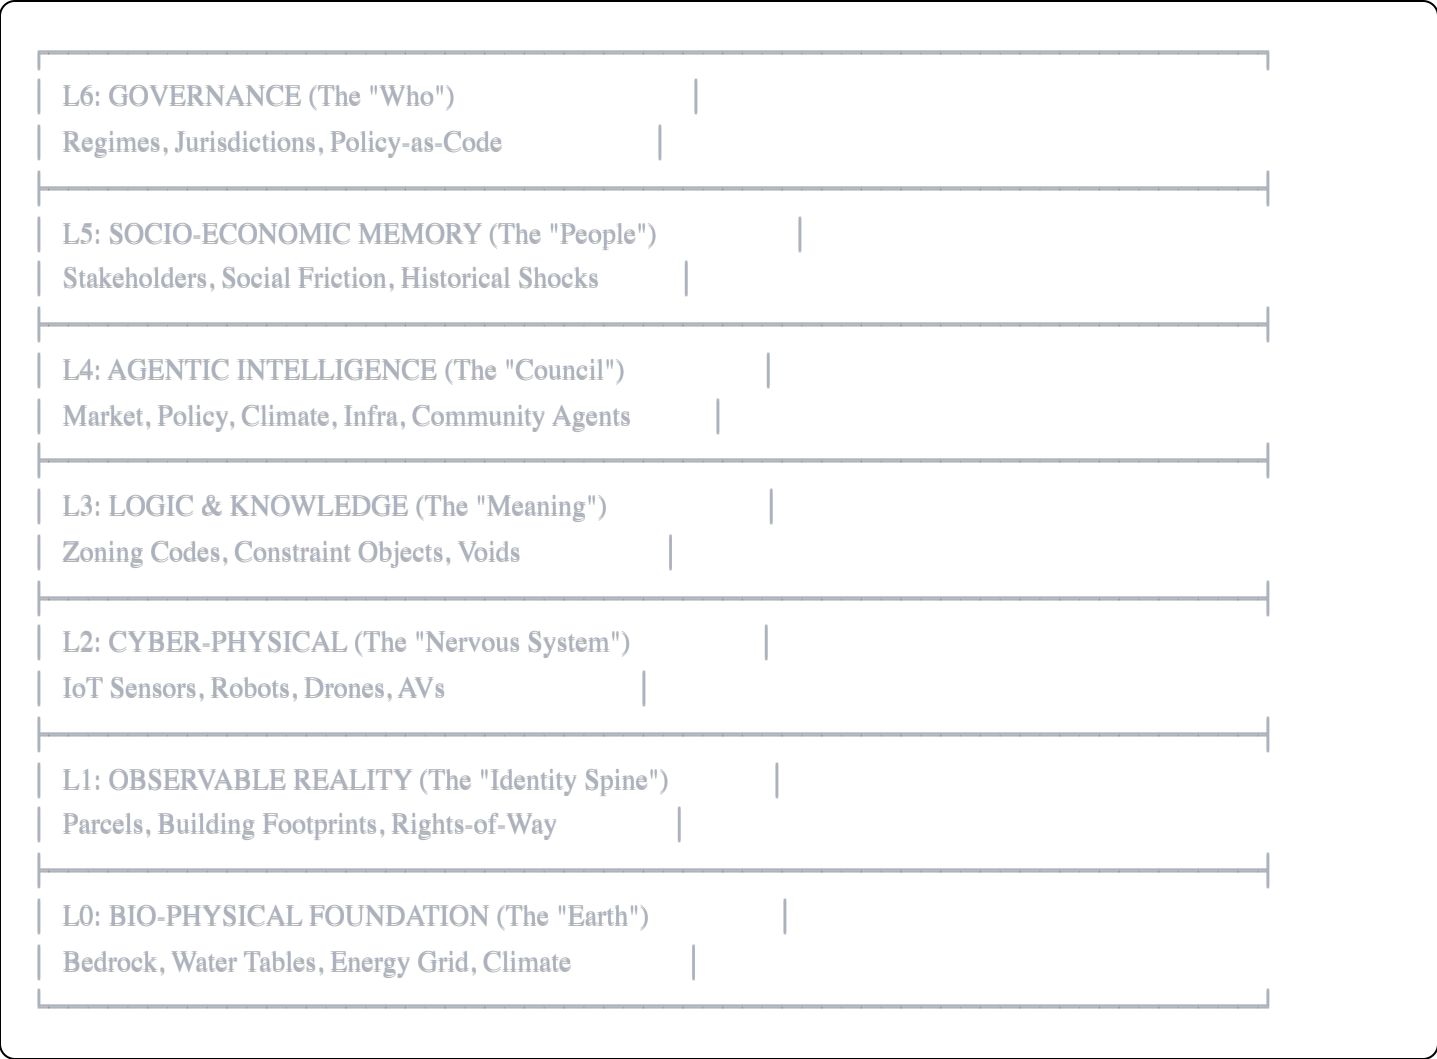 L6: GOVERNANCE (The "Who")
Regimes, Jurisdictions, Policy-as-Code
L5: SOCIO-ECONOMIC MEMORY (The "People")
Stakeholders, Social Friction, Historical Shocks
L4: AGENTIC INTELLIGENCE (The "Council")
Market, Policy, Climate, Infra, Community Agents
L3: LOGIC & KNOWLEDGE (The "Meaning")
Zoning Codes, Constraint Objects, Voids
L2: CYBER-PHYSICAL (The "Nervous System")
IoT Sensors, Robots, Drones, AVs
L1: OBSERVABLE REALITY (The "Identity Spine")
Parcels, Building Footprints, Rights-of-Way
L0: BIO-PHYSICAL FOUNDATION (The "Earth")
Bedrock, Water Tables, Energy Grid, Climate